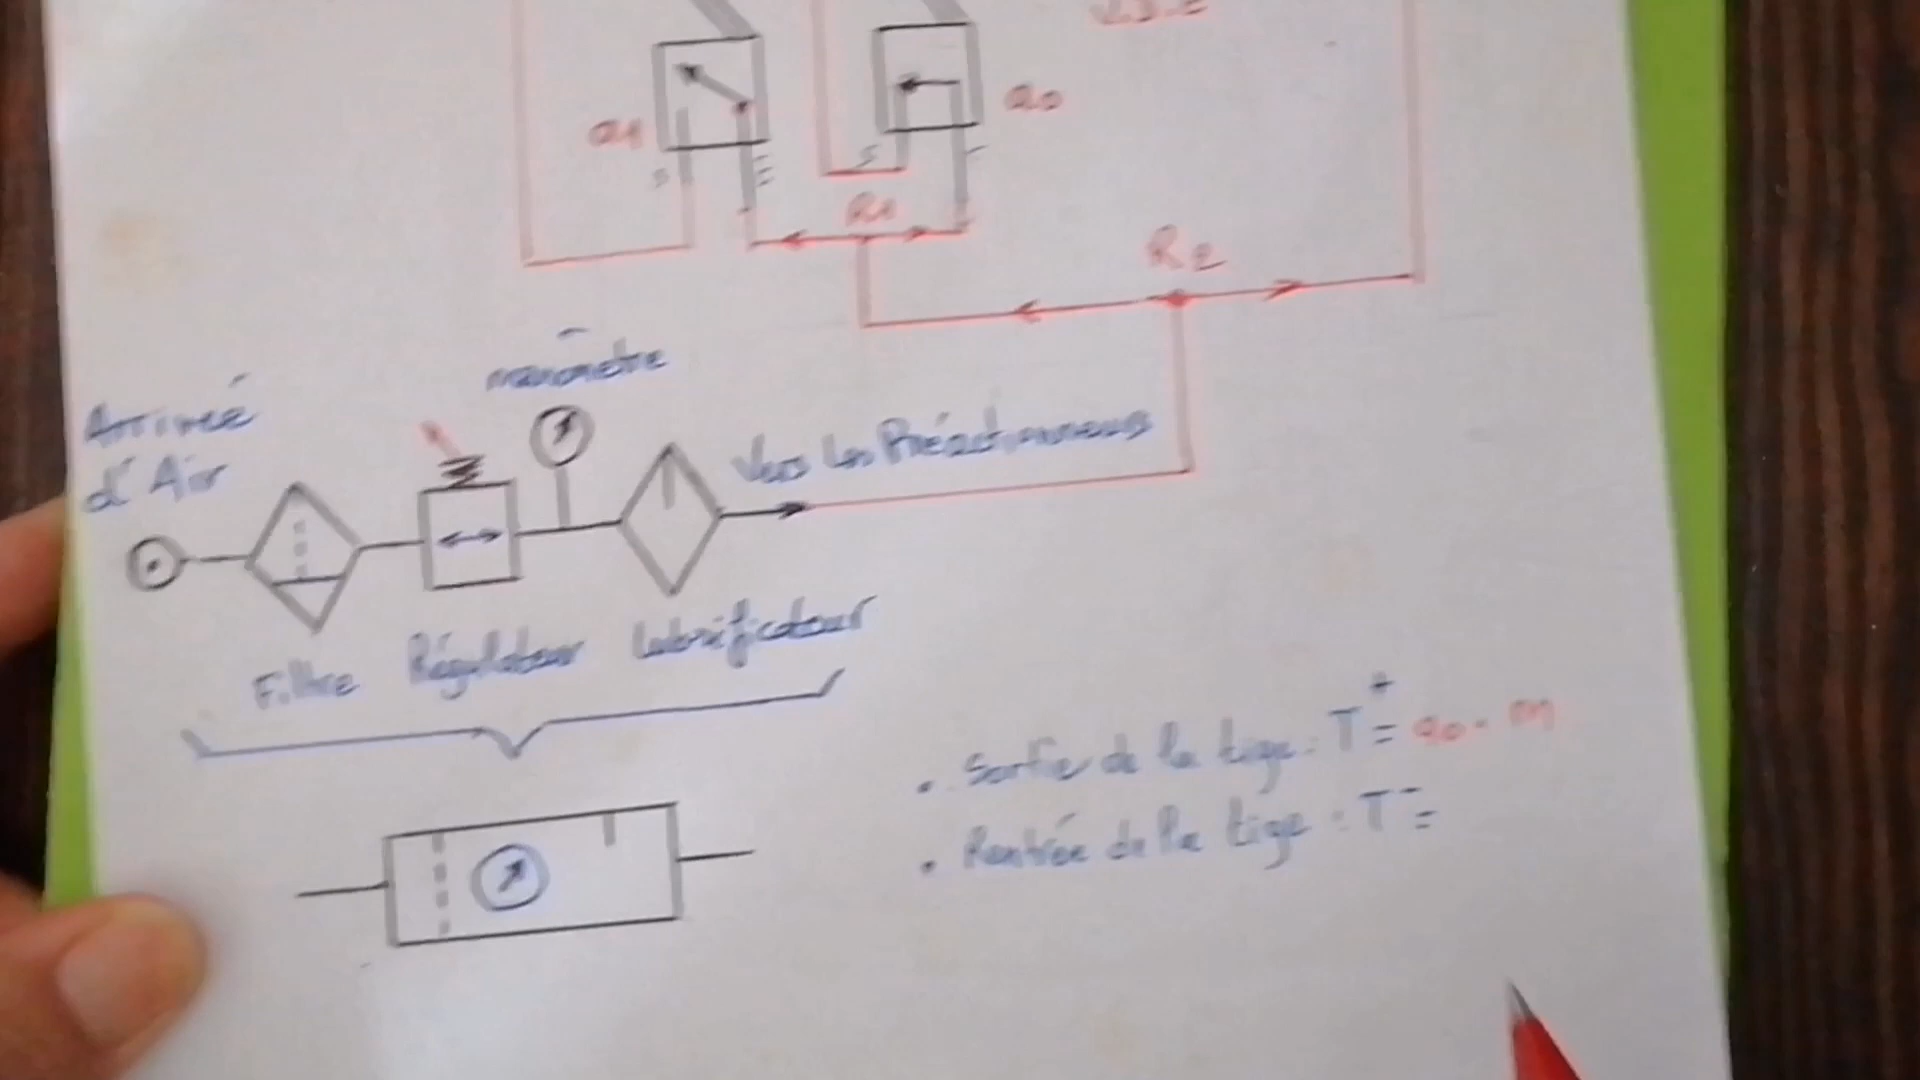 a1
a0
S
E
S
R1
R2
manomètre
Arrivée
d'Air
Vers les Préactionneurs
Filtre Régulateur lubrificateur
• Sortie de la tige : T+ = a0 . m
• Rentrée de la tige : T- =